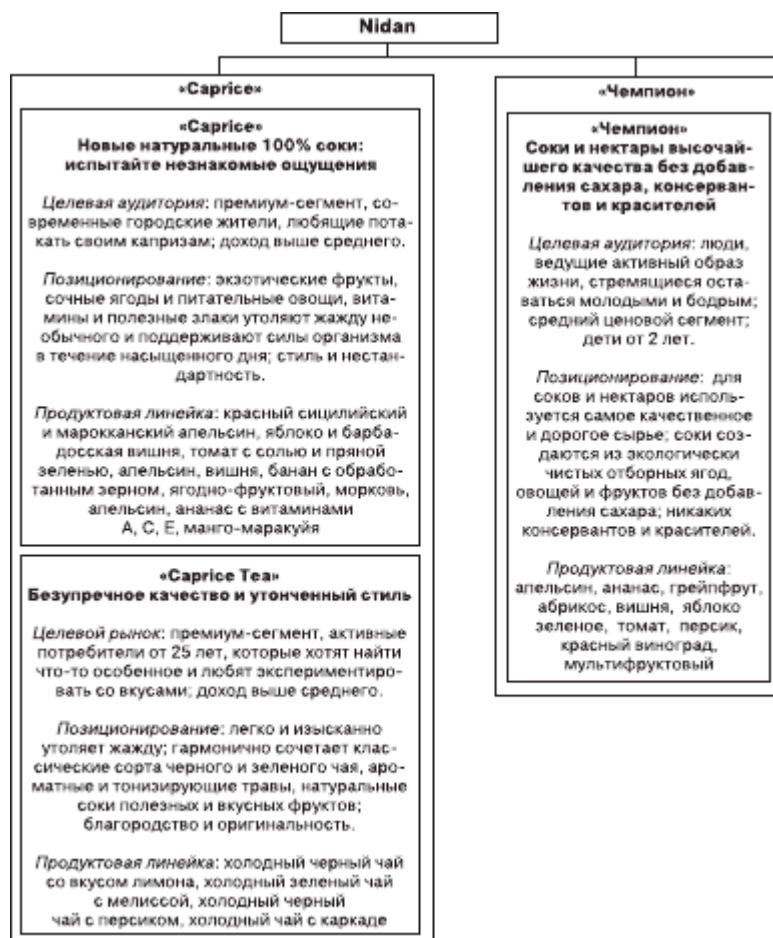 Nidan
«Caprice»
«Caprice»
Новые натуральные 100% соки:
испытайте незнакомые ощущения
Целевая аудитория: премиум-сегмент, со-
временные городские жители, любящие пота-
кать своим капризам; доход выше среднего.
Позиционирование: экзотические фрукты,
сочные ягоды и питательные овощи, вита-
мины и полезные злаки утоляют жажду не-
обычного и поддерживают силы организма
в течение насыщенного дня; стиль и нестан-
дартность.
Продуктовая линейка: красный сицилийский
и марокканский апельсин, яблоко и барба-
досская вишня, томат с солью и пряной
зеленью, апельсин, вишня, банан с обрабо-
танным зерном, ягодно-фруктовый, морковь,
апельсин, ананас с витаминами
А, С, Е, манго-маракуйя
«Caprice Tea»
Безупречное качество и утонченный стиль
Целевой рынок: премиум-сегмент, активные
потребители от 25 лет, которые хотят найти
что-то особенное и любят экспериментиро-
вать со вкусами; доход выше среднего.
Позиционирование: легко и изысканно
утоляет жажду; гармонично сочетает клас-
сические сорта черного и зеленого чая, аро-
матные и тонизирующие травы, натуральные
соки полезных и вкусных фруктов;
благородство и оригинальность.
Продуктовая линейка: холодный черный чай
со вкусом лимона, холодный зеленый чай
с мелиссой, холодный черный
чай с персиком, холодный чай с каркаде
«Чемпион»
«Чемпион»
Соки и нектары высочай-
шего качества без добав-
ления сахара, консерван-
тов и красителей
Целевая аудитория: люди,
ведущие активный образ
жизни, стремящиеся оста-
ваться молодыми и бодрым;
средний ценовой сегмент;
дети от 2 лет.
Позиционирование: для
соков и нектаров исполь-
зуется самое качественное
и дорогое сырье; соки соз-
даются из экологически
чистых отборных ягод,
овощей и фруктов без добав-
ления сахара; никаких
консервантов и красителей.
Продуктовая линейка:
апельсин, ананас, грейпфрут,
абрикос, вишня, яблоко
зеленое, томат, персик,
красный виноград,
мультифруктовый